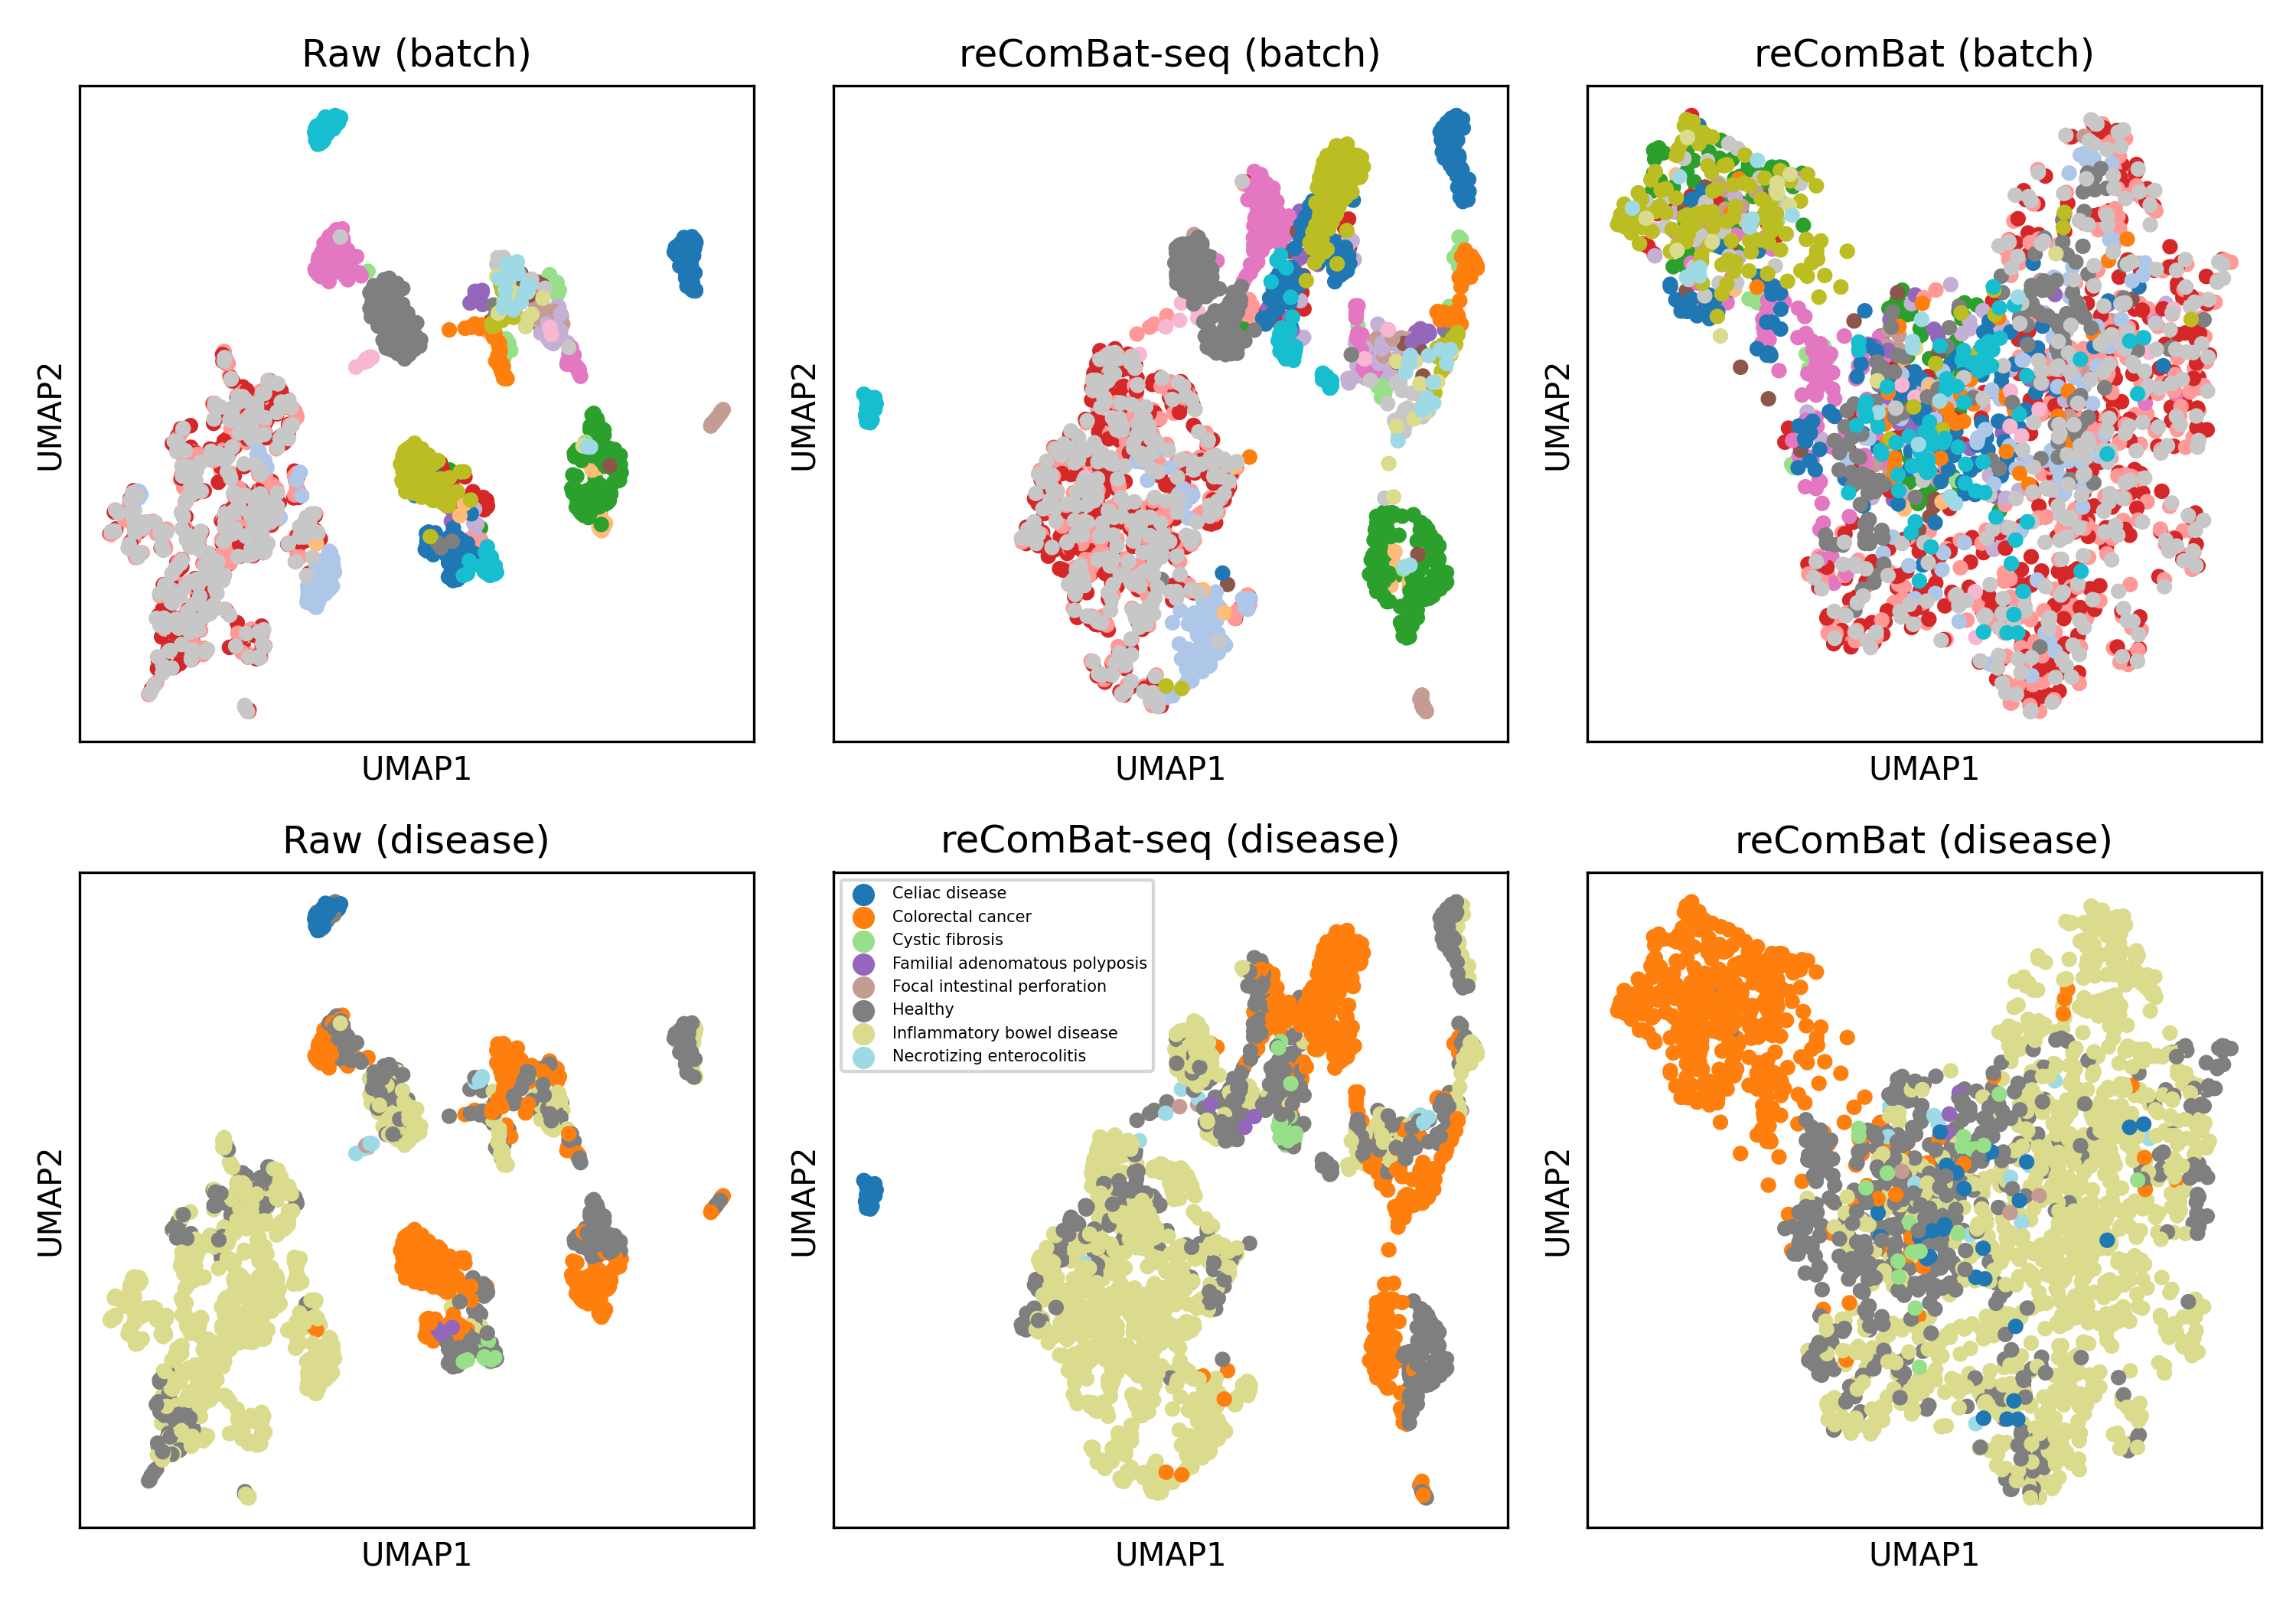 Raw (batch)
reComBat-seq (batch)
reComBat (batch)
UMAP2
UMAP2
UMAP2
UMAP1
UMAP1
UMAP1
Raw (disease)
reComBat-seq (disease)
reComBat (disease)
Celiac disease
Colorectal cancer
Cystic fibrosis
Familial adenomatous polyposis
Focal intestinal perforation
Healthy
Inflammatory bowel disease
Necrotizing enterocolitis
UMAP2
UMAP2
UMAP2
UMAP1
UMAP1
UMAP1